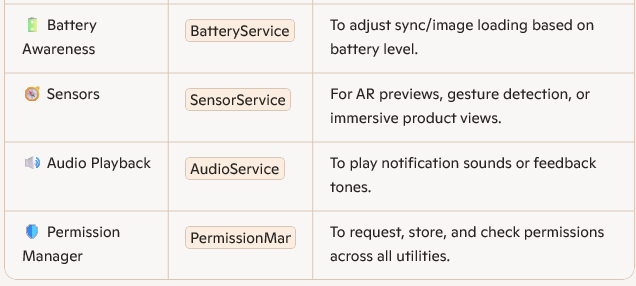 🔋 Battery Awareness
BatteryService
To adjust sync/image loading based on
battery level.
🧭 Sensors
SensorService
For AR previews, gesture detection, or
immersive product views.
🔊 Audio Playback
AudioService
To play notification sounds or feedback
tones.
🛡️ Permission
Manager
PermissionMar
To request, store, and check permissions
across all utilities.